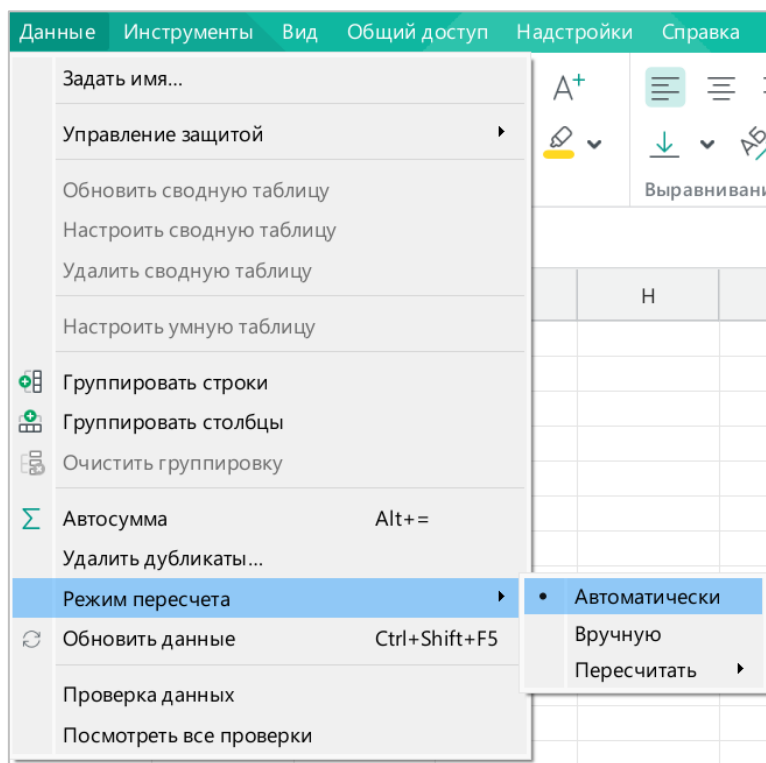 Данные Инструменты Вид Общий доступ Надстройки Справка
Задать имя...
Управление защитой
Обновить сводную таблицу
Настроить сводную таблицу
Удалить сводную таблицу
Настроить умную таблицу
Группировать строки
Группировать столбцы
Очистить группировку
Автосумма Alt+=
Удалить дубликаты...
Режим пересчета
Обновить данные Ctrl+Shift+F5
Проверка данных
Посмотреть все проверки
Автоматически
Вручную
Пересчитать
A+
АБ
Выравнивани
H